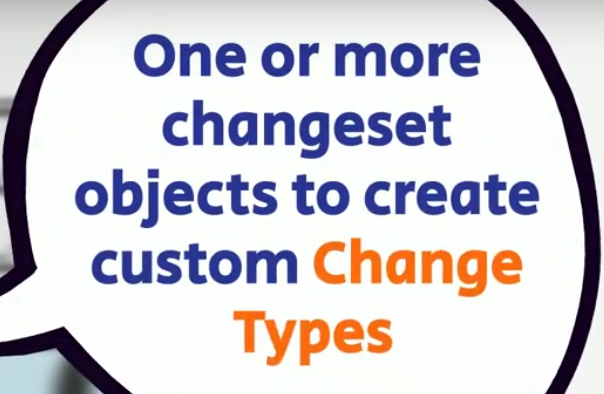 One or more
changeset
objects to create
custom Change
Types